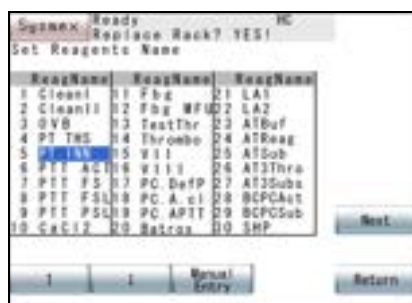 Sysmex Ready HC
Replace Rack? YES!
Set Reagents Name
ReagName ReagName ReagName
1 CleanI 11 Fbg 21 LA1
2 CleanII 12 Fbg MFU 22 LA2
3 OVB 13 TestThr 23 ATBuf
4 PT THS 14 Thrombo 24 ATReag
5 PT INN 15 VII 25 ATSub
6 PTT ACT 16 VIII 26 AT3Thro
7 PTT FS 17 PC.DefP 27 AT3Subs
8 PTT FSL 18 PC.A.cl 28 BCPCAct
9 PTT PSL 19 PC.APTT 29 BCPCSub
10 CaCl2 20 Batrox 30 SHP
Next
↑ ↓ Manual Entry Return